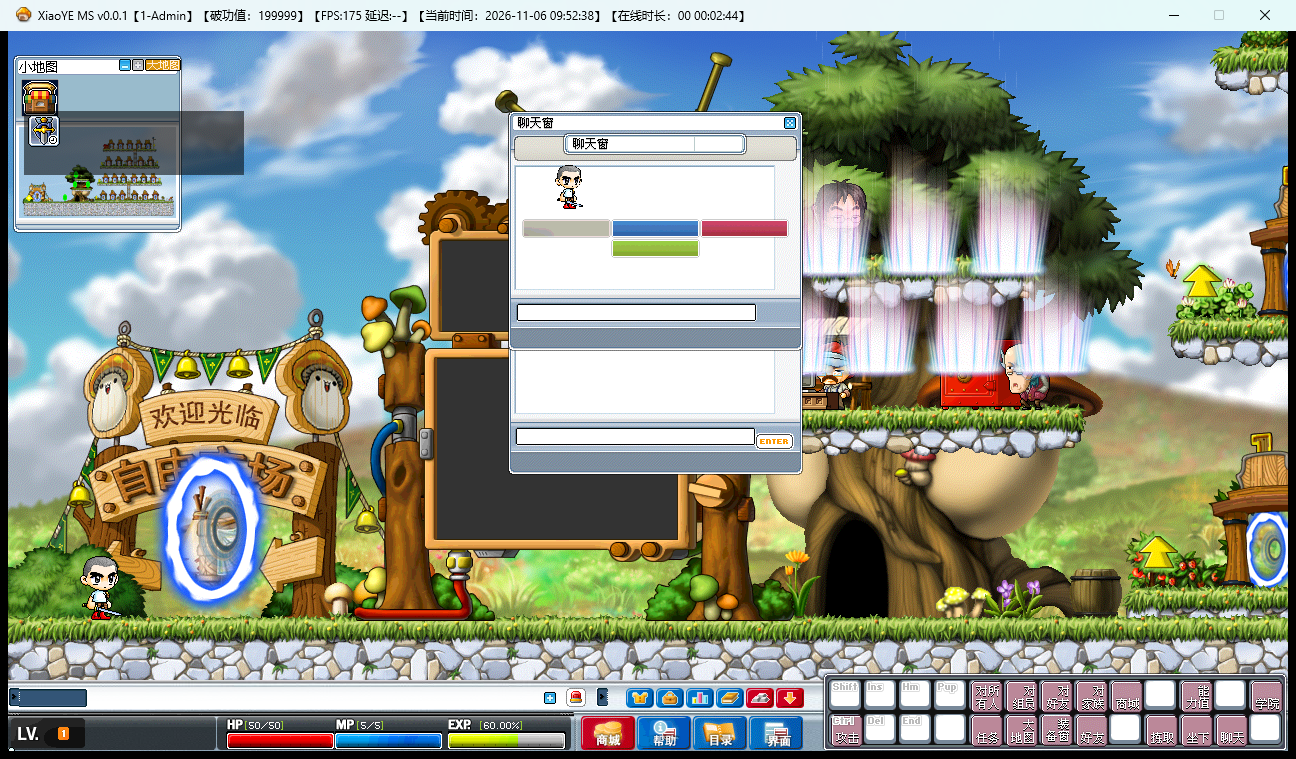 XiaoYE MS v0.0.1【1-Admin】【破功值：199999】【FPS:175 延迟:--】【当前时间：2026-11-06 09:52:38】【在线时长：00 00:02:44】
小地图
大地图
聊天窗
聊天窗
ENTER
欢迎光临
自由市场
LV. 1
HP [50/50]
MP [5/5]
EXP. [60.00%]
商城
帮助
目录
界面
Shift
Ins
Hm
Pup
对所有人
对组员
对好友
对家族
商城
能力值
学院
Ctrl
攻击
Del
End
任务
大地图
装备窗
好友
捡取
坐下
聊天